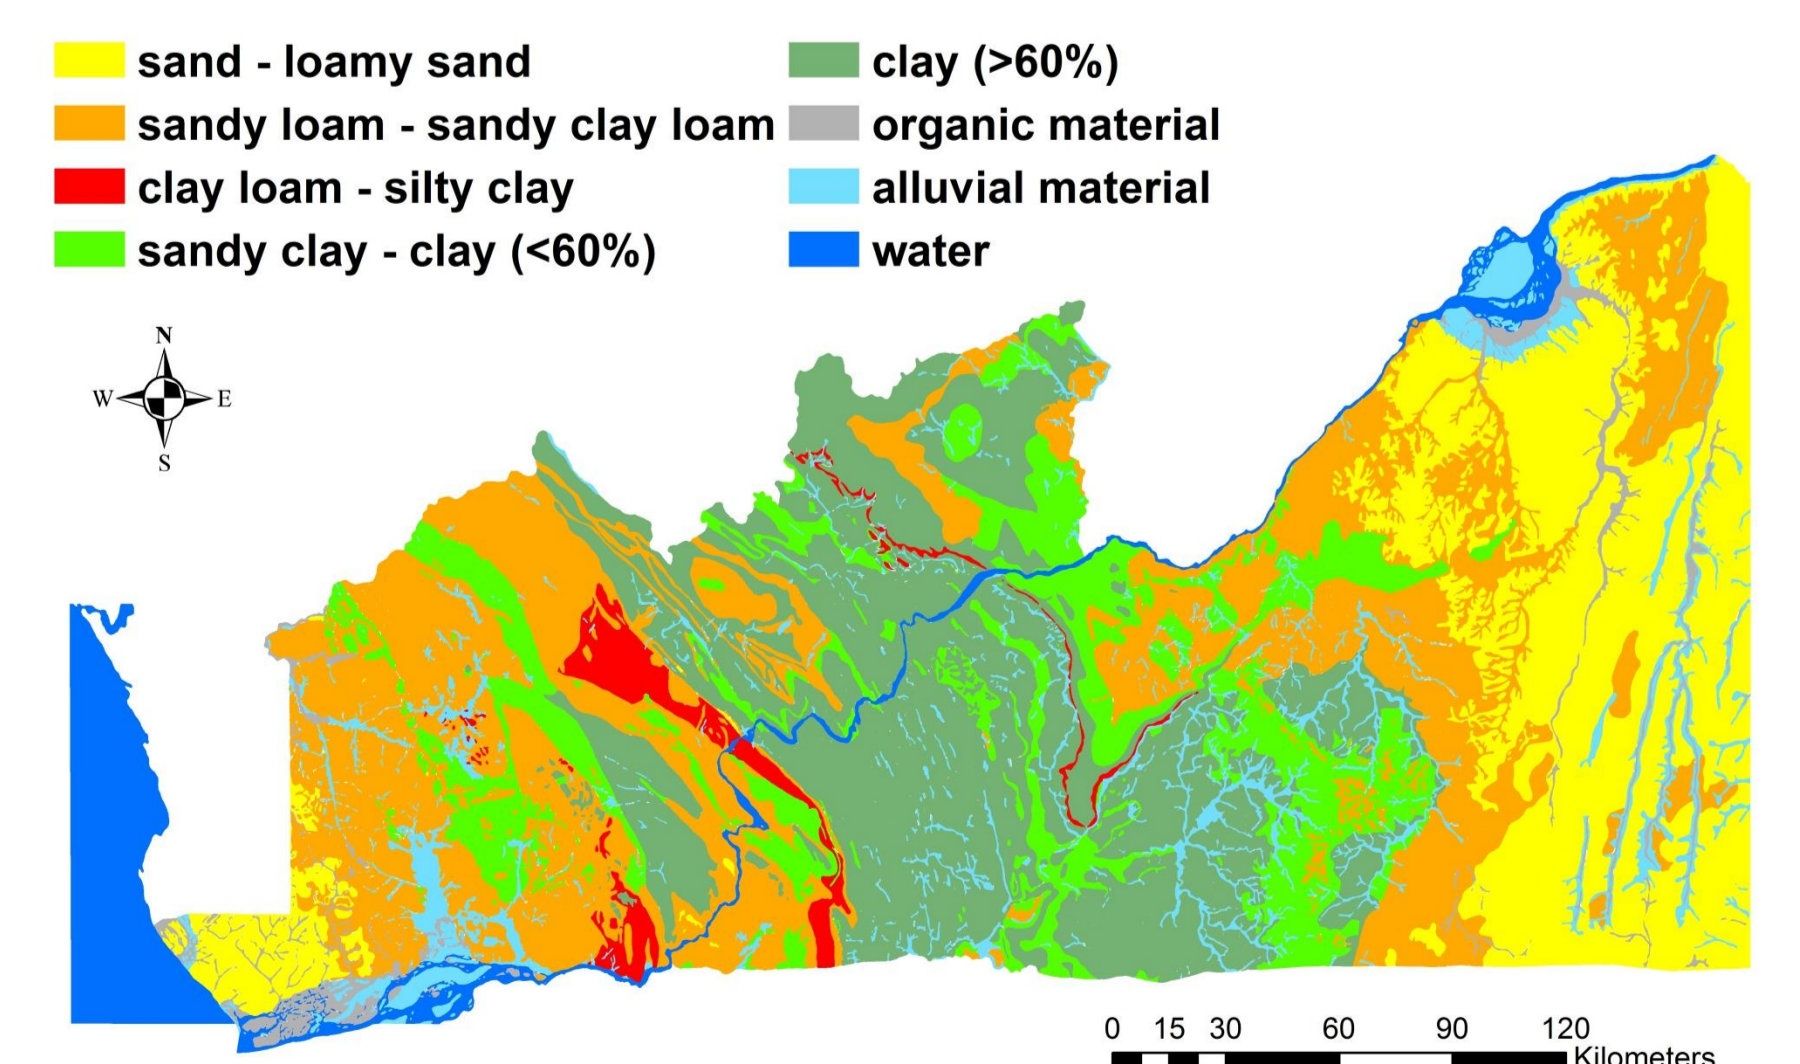 sand - loamy sand
sandy loam - sandy clay loam
clay loam - silty clay
sandy clay - clay (<60%)
clay (>60%)
organic material
alluvial material
water
N
W E
S
0 15 30 60 90 120
Kilometers